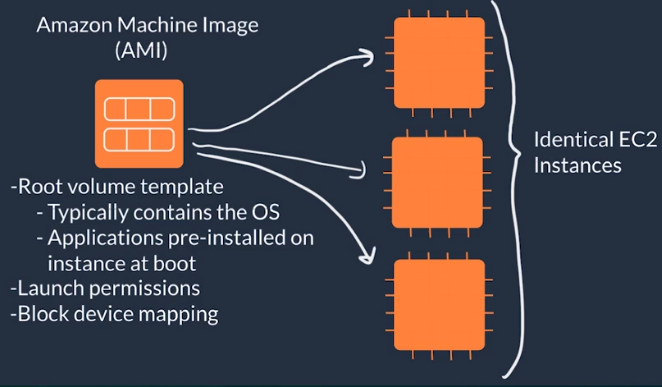 Amazon Machine Image
(AMI)
-Root volume template
- Typically contains the OS
- Applications pre-installed on
instance at boot
-Launch permissions
-Block device mapping
Identical EC2
Instances